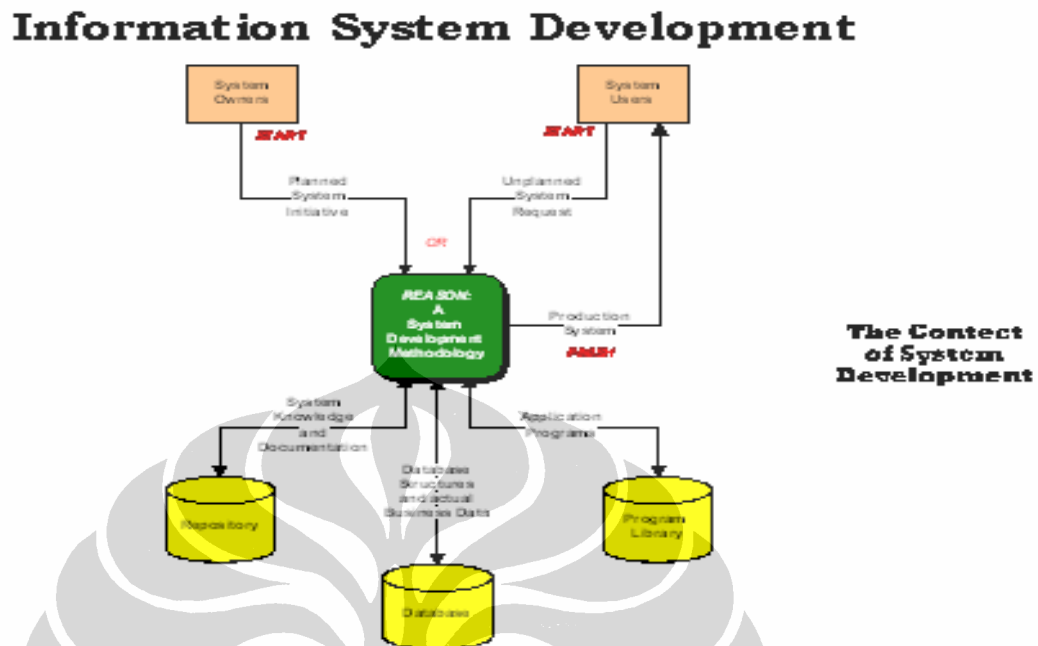 Information System Development
System
Owners
System
Users
START
START
Planned
System
Initiative
Unplanned
System
Request
OR
REASON:
A
System
Development
Methodology
Production
System
The Contect
of System
Development
System
Knowledge
and
Documentation
Application
Programs
Database
Structures
and actual
Business Data
Repository
Program
Library
Database